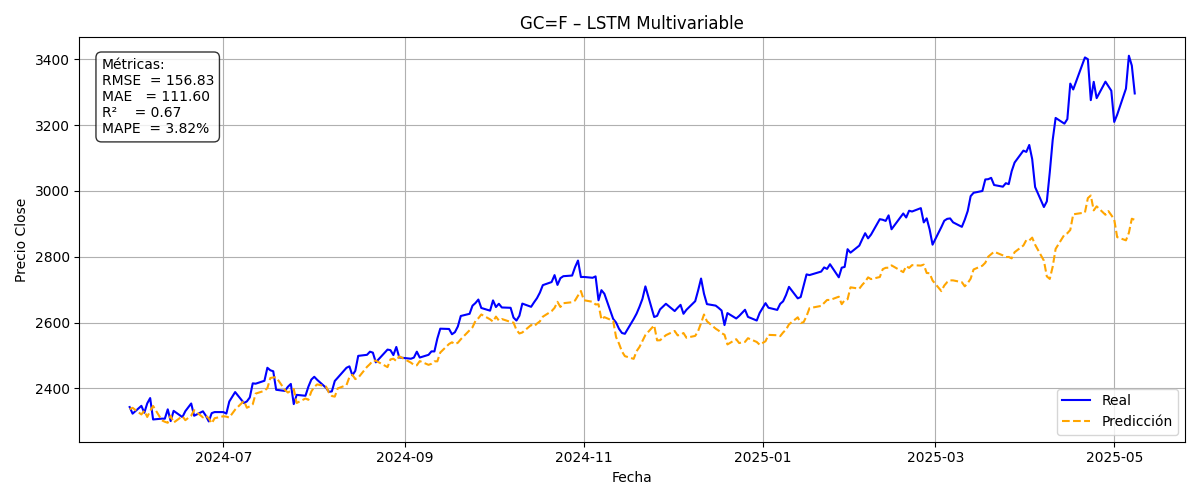 GC=F – LSTM Multivariable
Métricas:
RMSE = 156.83
MAE = 111.60
R² = 0.67
MAPE = 3.82%
3400
3200
3000
2800
2600
2400
Precio Close
Real
Predicción
2024-07
2024-09
2024-11
2025-01
2025-03
2025-05
Fecha